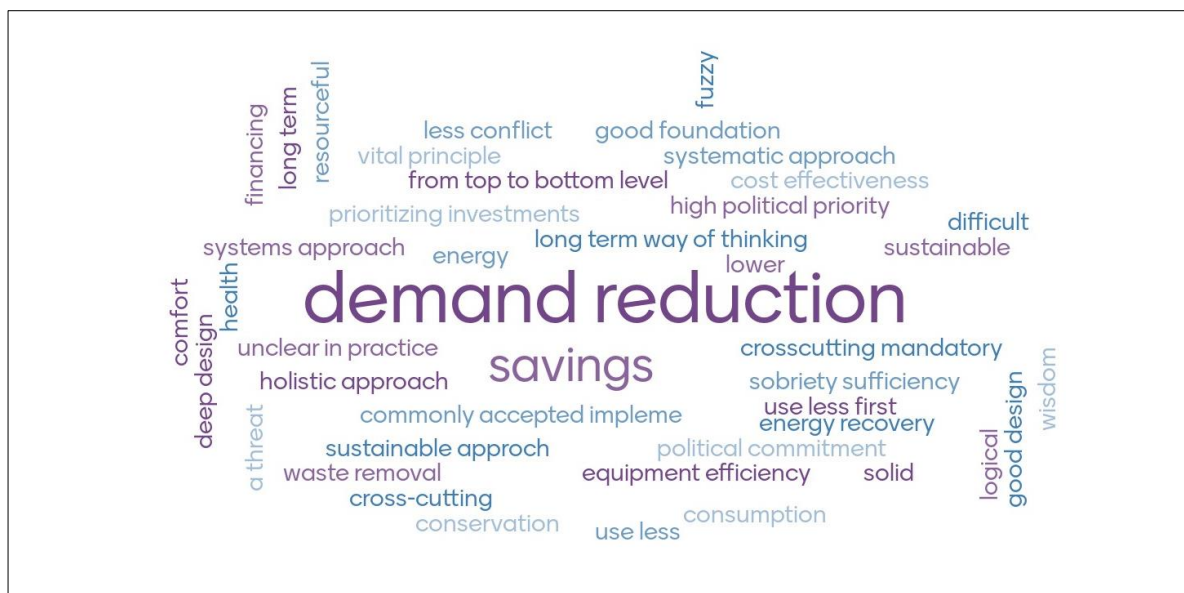 fuzzy
resourceful
long term
financing
less conflict
good foundation
vital principle
systematic approach
from top to bottom level
cost effectiveness
prioritizing investments
high political priority
difficult
systems approach
energy
long term way of thinking
sustainable
lower
health
comfort
demand reduction
deep design
unclear in practice
savings
crosscutting mandatory
holistic approach
sobriety sufficiency
wisdom
use less first
good design
commonly accepted impleme
energy recovery
a threat
logical
sustainable approch
political commitment
waste removal
equipment efficiency
solid
cross-cutting
conservation
consumption
use less